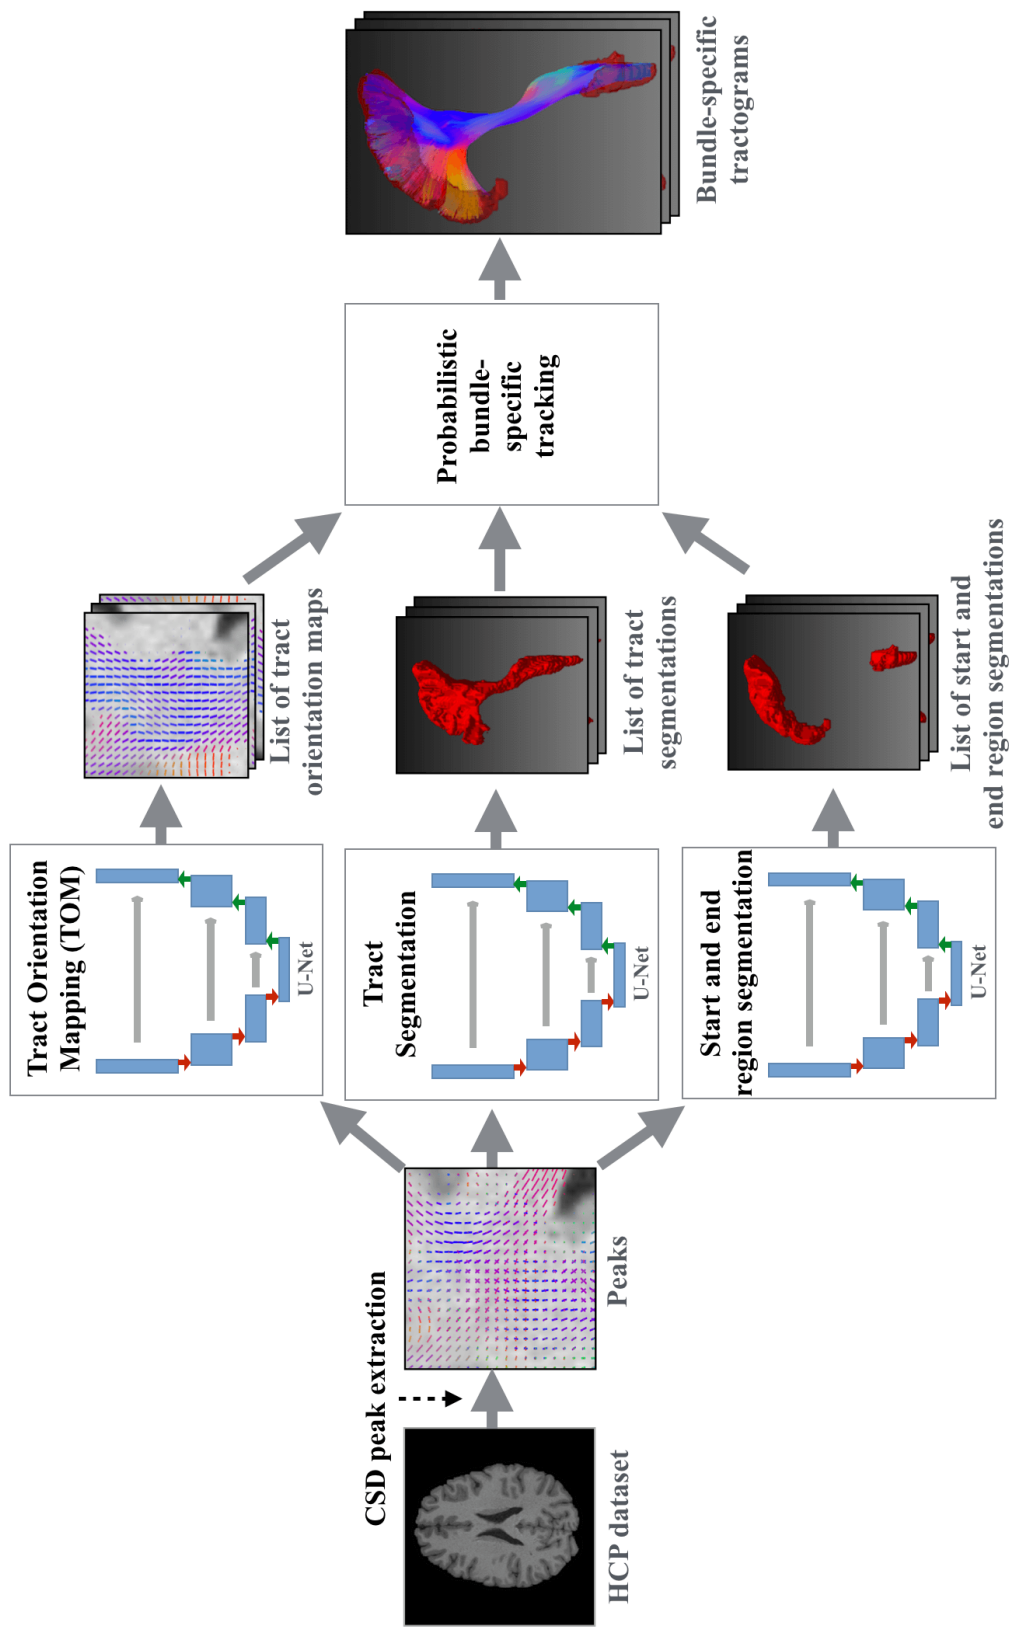 HCP dataset
CSD peak extraction
Peaks
Tract Orientation
Mapping (TOM)
U-Net
Tract
Segmentation
U-Net
Start and end
region segmentation
U-Net
List of tract
orientation maps
List of tract
segmentations
List of start and
end region segmentations
Probabilistic
bundle-
specific
tracking
Bundle-specific
tractograms